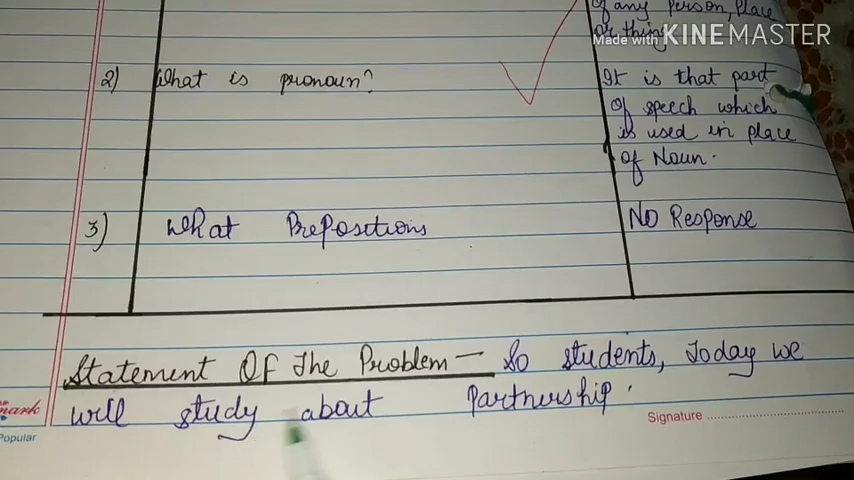 of any Person, Place
or thing
Made with KINEMASTER
2) What is pronoun? It is that part
of speech which
is used in place
of Noun.
3) What Prepositions No Response
Statement Of The Problem — So students, Today we
will study about Partnership.
mark
Popular
Signature